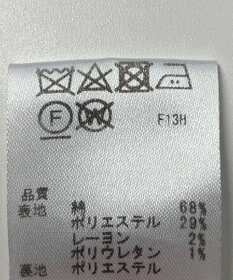 F W F13H
品質
表地 綿 68%
ポリエステル 29%
レーヨン 2%
ポリウレタン 1%
裏地 ポリエステル